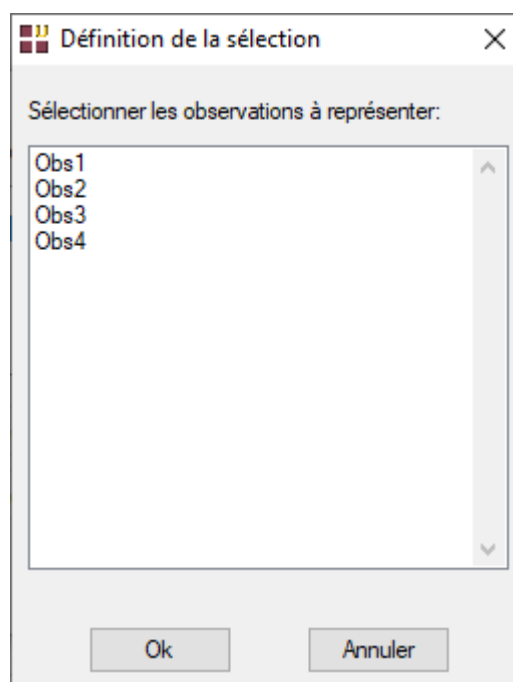 Définition de la sélection
Sélectionner les observations à représenter:
Obs1
Obs2
Obs3
Obs4
Ok
Annuler